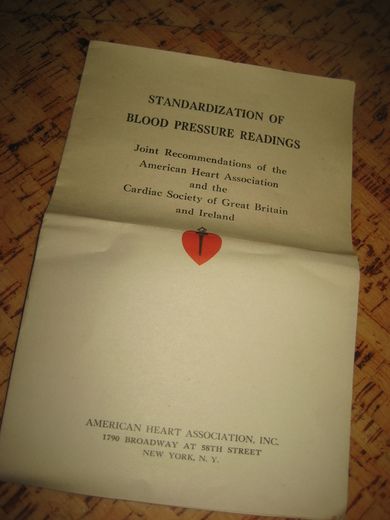 STANDARDIZATION OF
BLOOD PRESSURE READINGS
Joint Recommendations of the
American Heart Association
and the
Cardiac Society of Great Britain
and Ireland
AMERICAN HEART ASSOCIATION, INC.
1790 BROADWAY AT 58TH STREET
NEW YORK, N. Y.